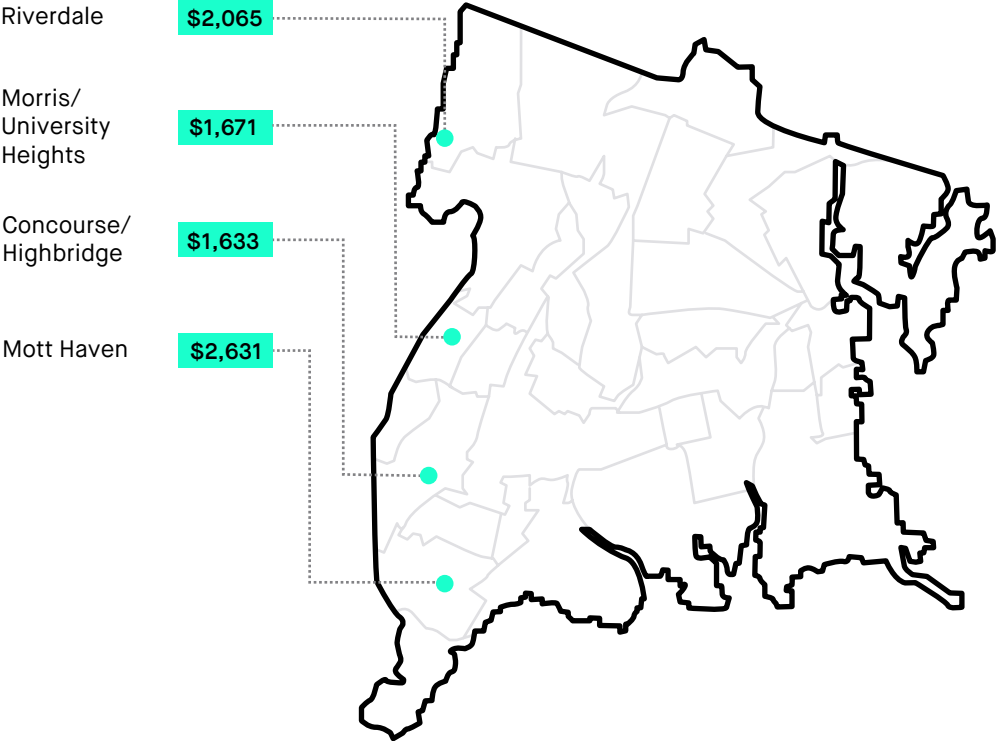 Riverdale
$2,065
Morris/
University
Heights
$1,671
Concourse/
Highbridge
$1,633
Mott Haven
$2,631